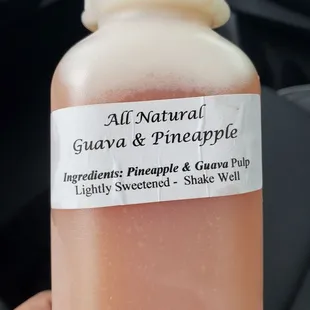 All Natural
Guava & Pineapple
Ingredients: Pineapple & Guava Pulp
Lightly Sweetened - Shake Well